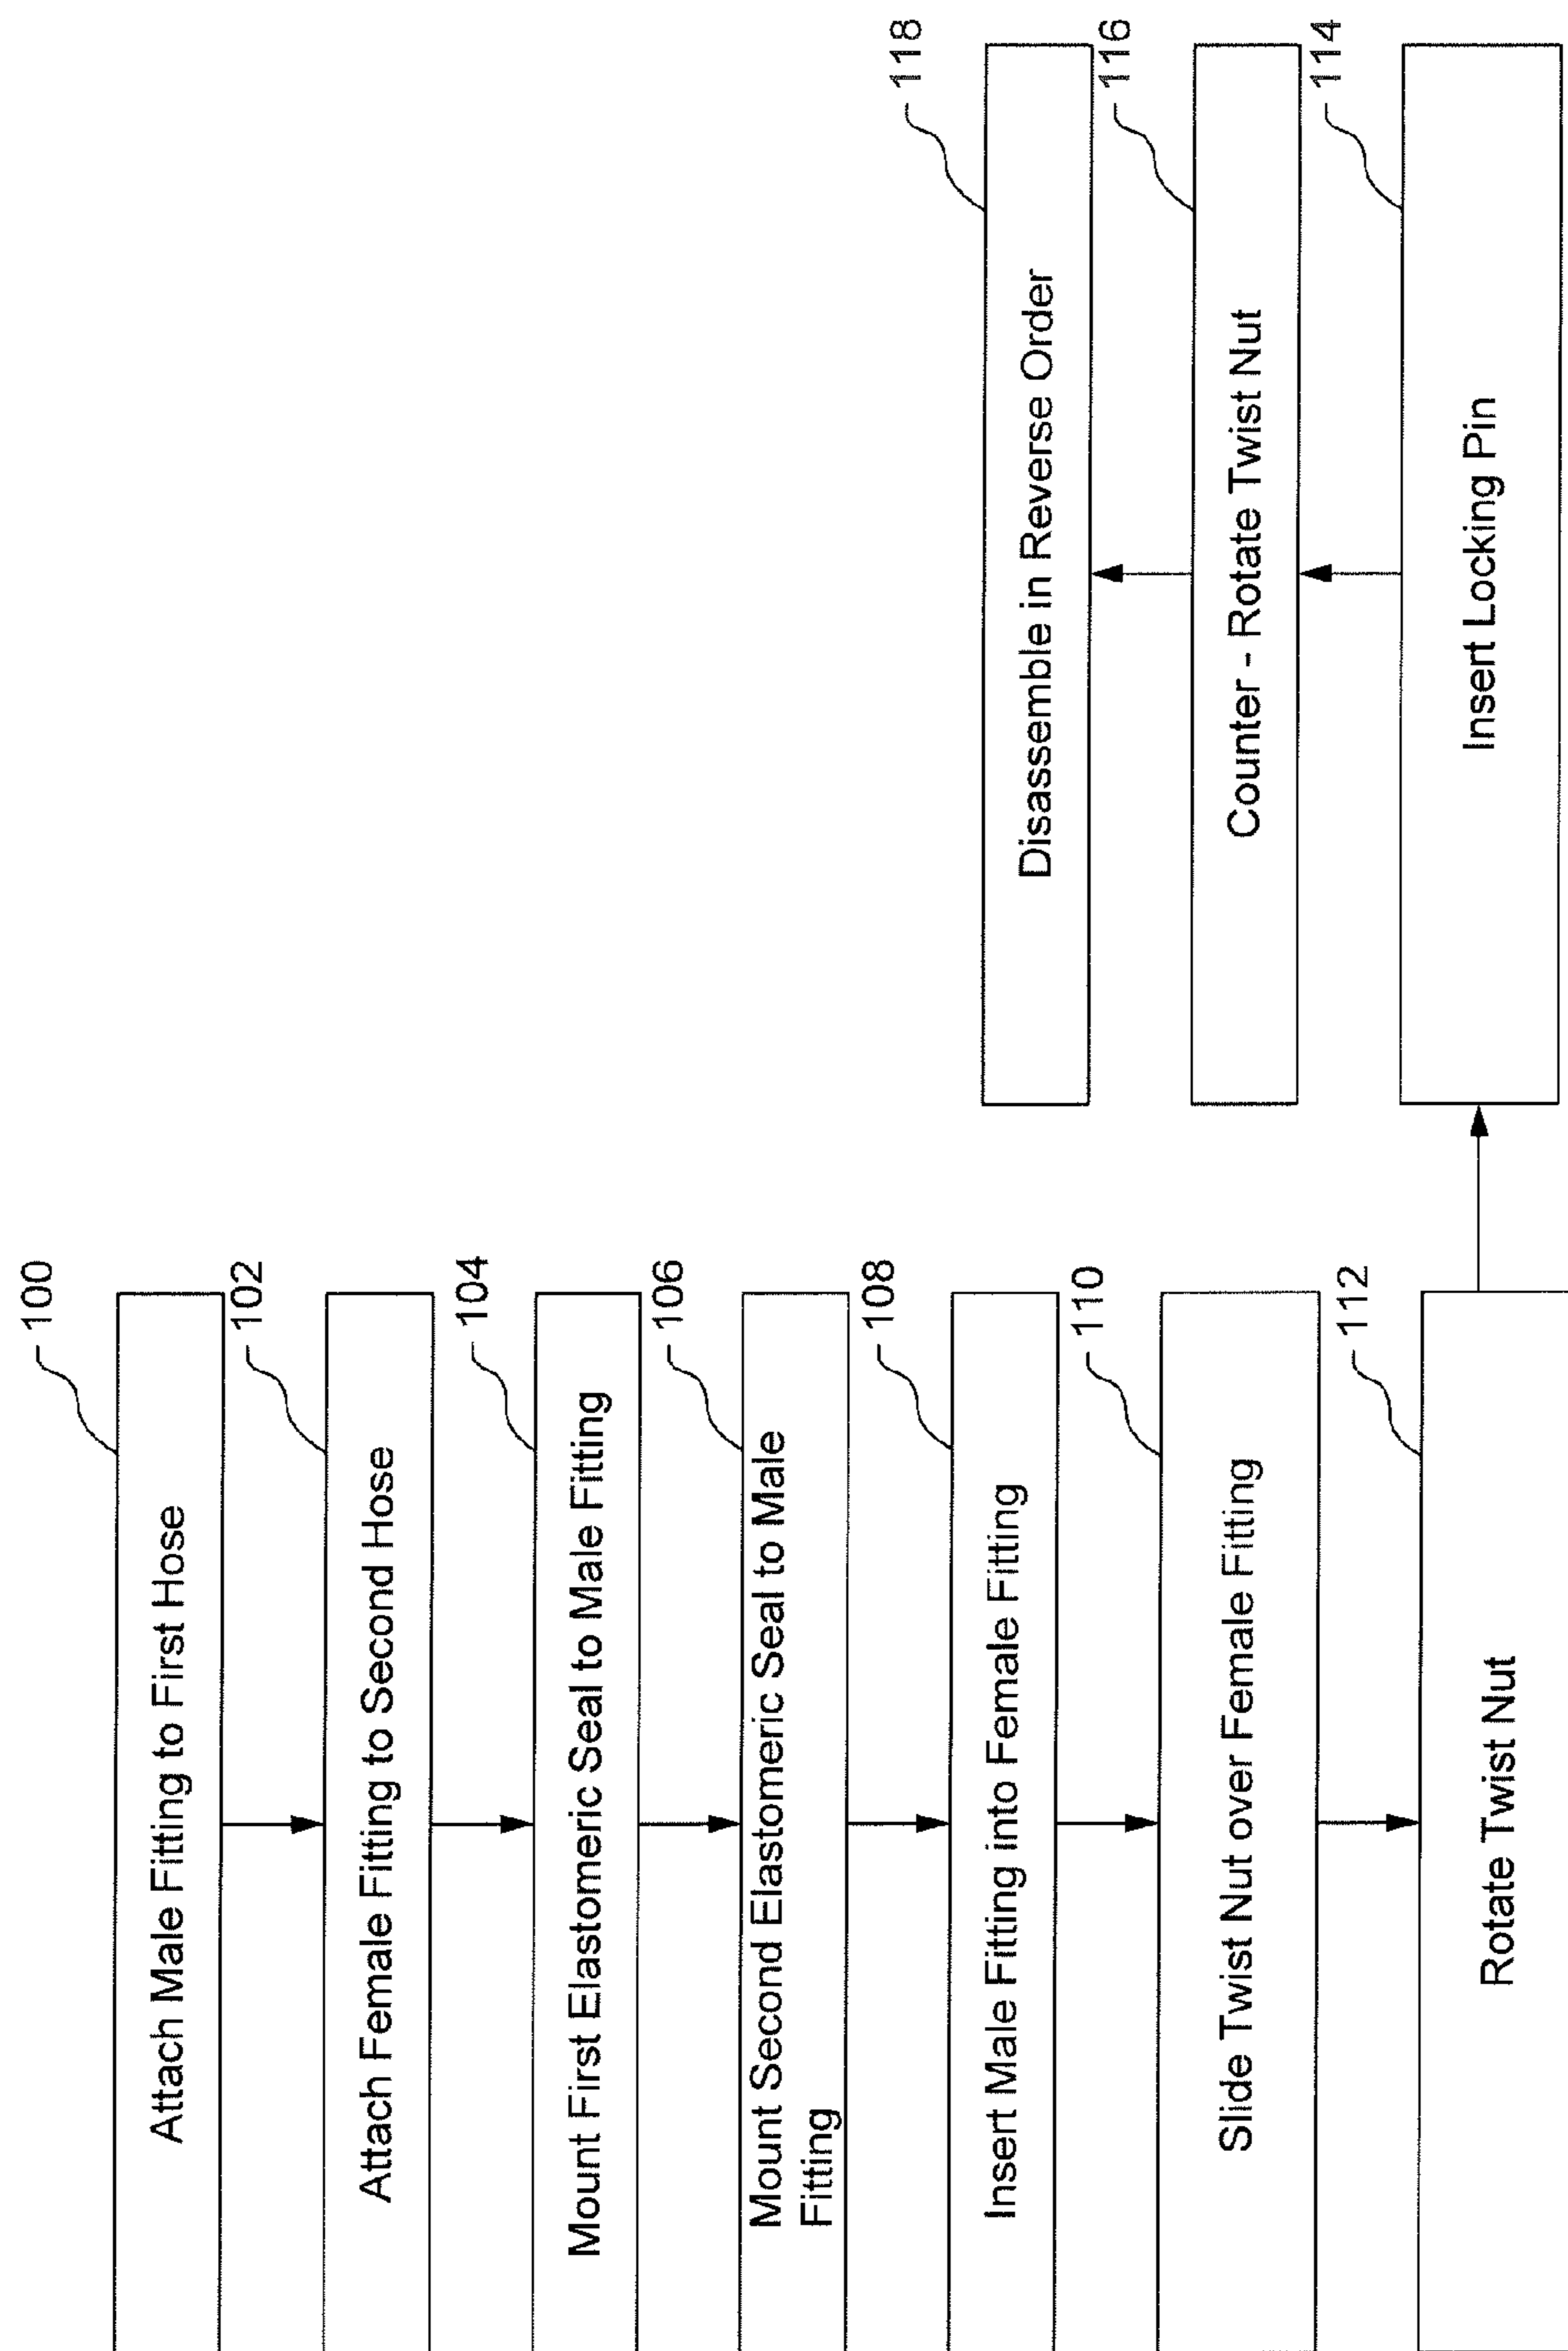 100
Attach Male Fitting to First Hose
102
Attach Female Fitting to Second Hose
104
Mount First Elastomeric Seal to Male Fitting
106
Mount Second Elastomeric Seal to Male
Fitting
108
Insert Male Fitting into Female Fitting
110
Slide Twist Nut over Female Fitting
112
Rotate Twist Nut
114
Insert Locking Pin
116
Counter - Rotate Twist Nut
118
Disassemble in Reverse Order